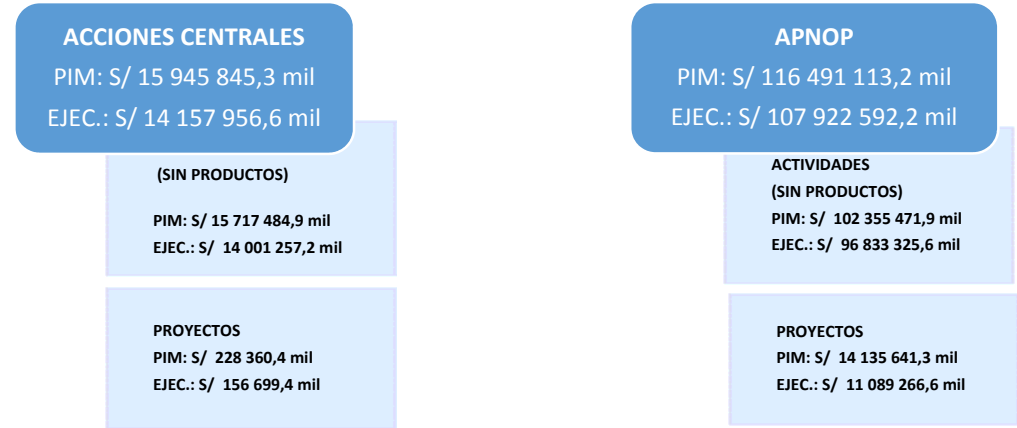 ACCIONES CENTRALES
PIM: S/ 15 945 845,3 mil
EJEC.: S/ 14 157 956,6 mil
(SIN PRODUCTOS)
PIM: S/ 15 717 484,9 mil
EJEC.: S/ 14 001 257,2 mil
PROYECTOS
PIM: S/ 228 360,4 mil
EJEC.: S/ 156 699,4 mil
APNOP
PIM: S/ 116 491 113,2 mil
EJEC.: S/ 107 922 592,2 mil
ACTIVIDADES
(SIN PRODUCTOS)
PIM: S/ 102 355 471,9 mil
EJEC.: S/ 96 833 325,6 mil
PROYECTOS
PIM: S/ 14 135 641,3 mil
EJEC.: S/ 11 089 266,6 mil